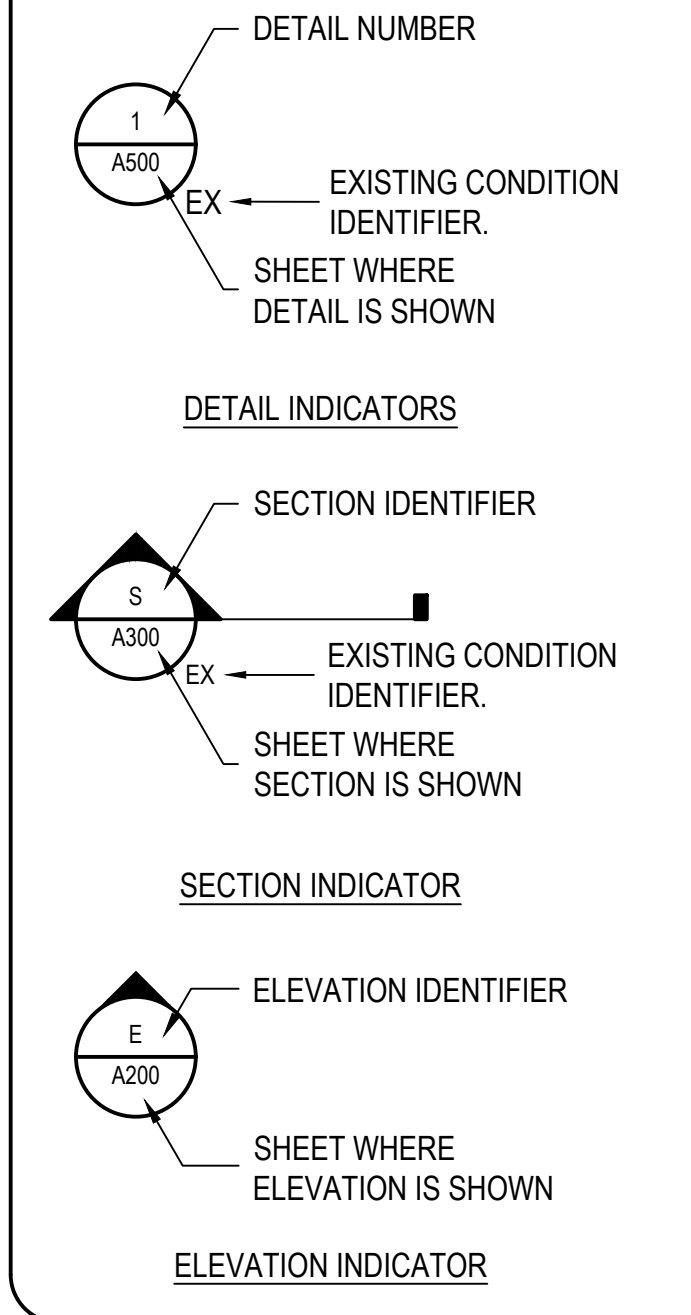 DETAIL NUMBER
1
A500
EX
EXISTING CONDITION
IDENTIFIER.
SHEET WHERE
DETAIL IS SHOWN
DETAIL INDICATORS
SECTION IDENTIFIER
S
A300
EX
EXISTING CONDITION
IDENTIFIER.
SHEET WHERE
SECTION IS SHOWN
SECTION INDICATOR
ELEVATION IDENTIFIER
E
A200
SHEET WHERE
ELEVATION IS SHOWN
ELEVATION INDICATOR